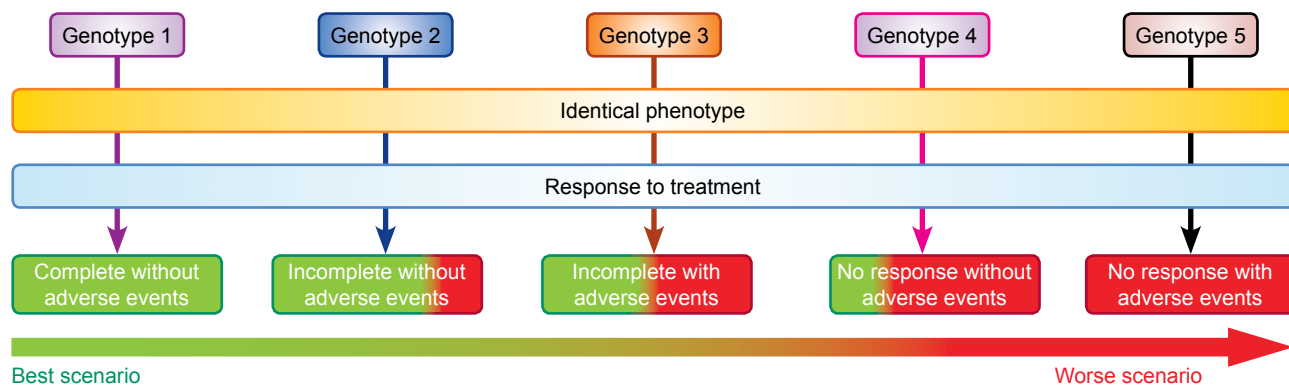 Genotype 1
Genotype 2
Genotype 3
Genotype 4
Genotype 5
Identical phenotype
Response to treatment
Complete without
adverse events
Incomplete without
adverse events
Incomplete with
adverse events
No response without
adverse events
No response with
adverse events
Best scenario
Worse scenario